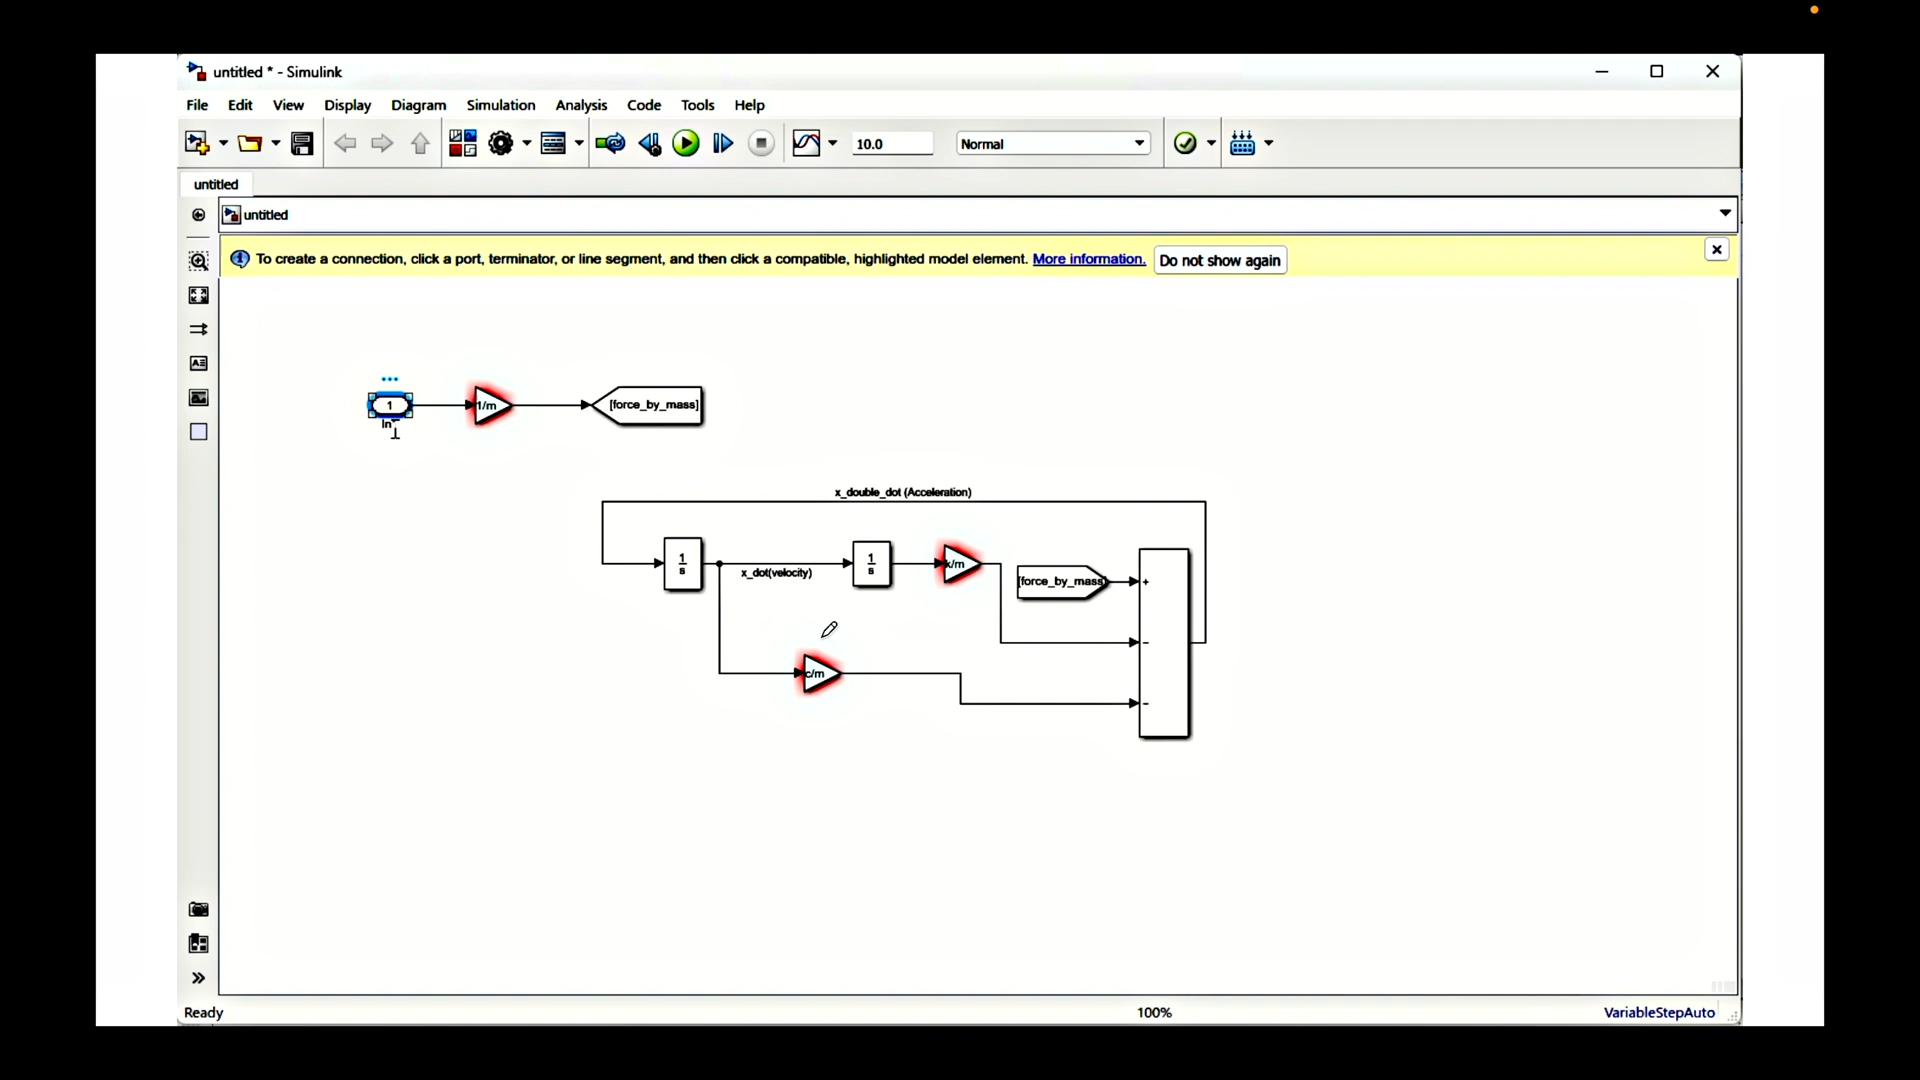 untitled * - Simulink
File Edit View Display Diagram Simulation Analysis Code Tools Help
10.0 Normal
untitled
untitled
To create a connection, click a port, terminator, or line segment, and then click a compatible, highlighted model element. More information. Do not show again
1 1/m [force_by_mass]
In
x_double_dot (Acceleration)
1/s x_dot(velocity) 1/s k/m [force_by_mass] +
-
c/m
-
Ready 100% VariableStepAuto